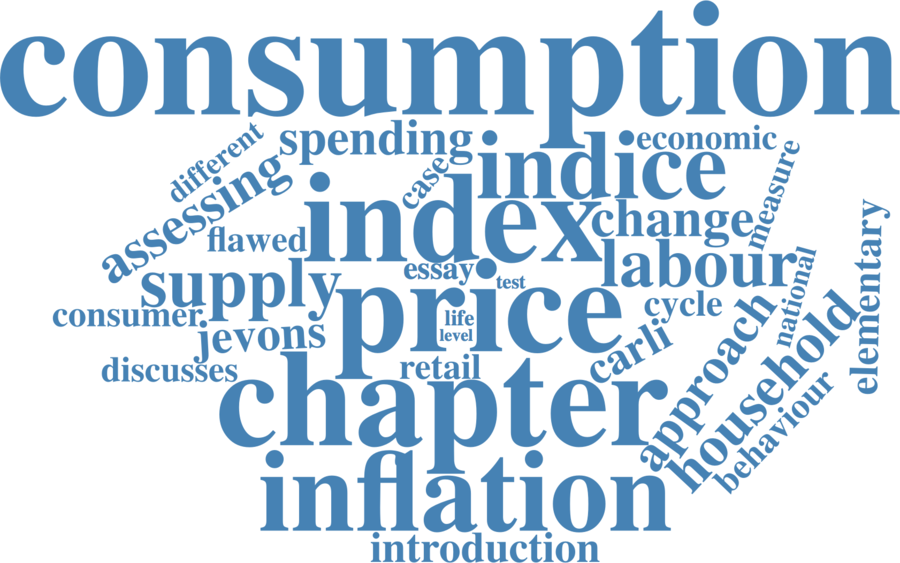 consumption
different
spending
economic
assessing
case
indice
measure
flawed
index
change
elementary
essay
labour
supply
test
national
price
cycle
consumer
life
jevons
level
carli
approach
household
discusses
retail
behaviour
chapter
inflation
introduction